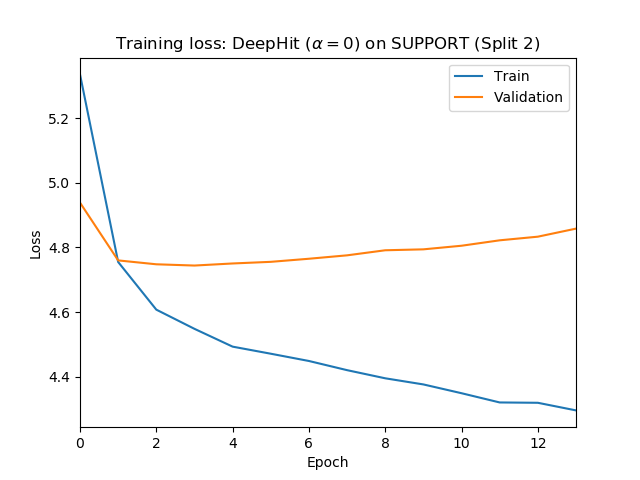 Training loss: DeepHit (α = 0) on SUPPORT (Split 2)
Train
Validation
5.2
5.0
4.8
4.6
4.4
Loss
0 2 4 6 8 10 12
Epoch